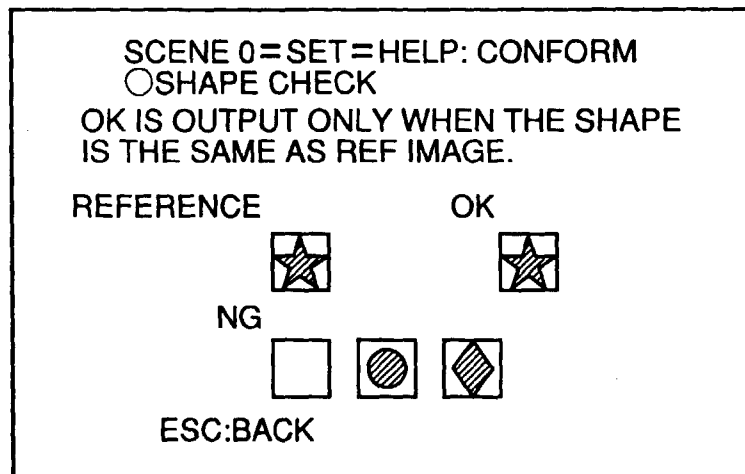 SCENE 0=SET=HELP: CONFORM
○SHAPE CHECK
OK IS OUTPUT ONLY WHEN THE SHAPE
IS THE SAME AS REF IMAGE.
REFERENCE OK
NG
ESC:BACK